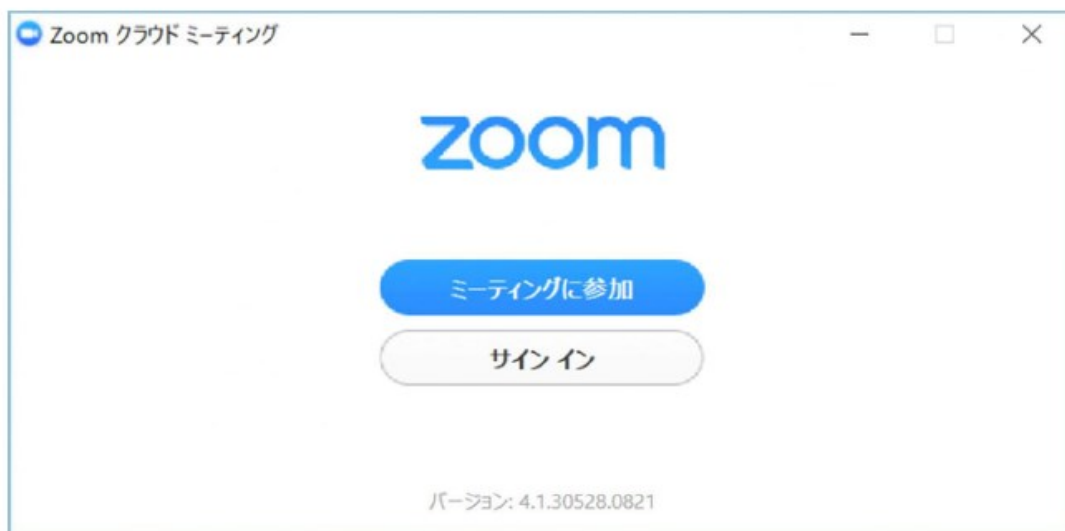 Zoom クラウド ミーティング
zoom
ミーティングに参加
サイン イン
バージョン: 4.1.30528.0821